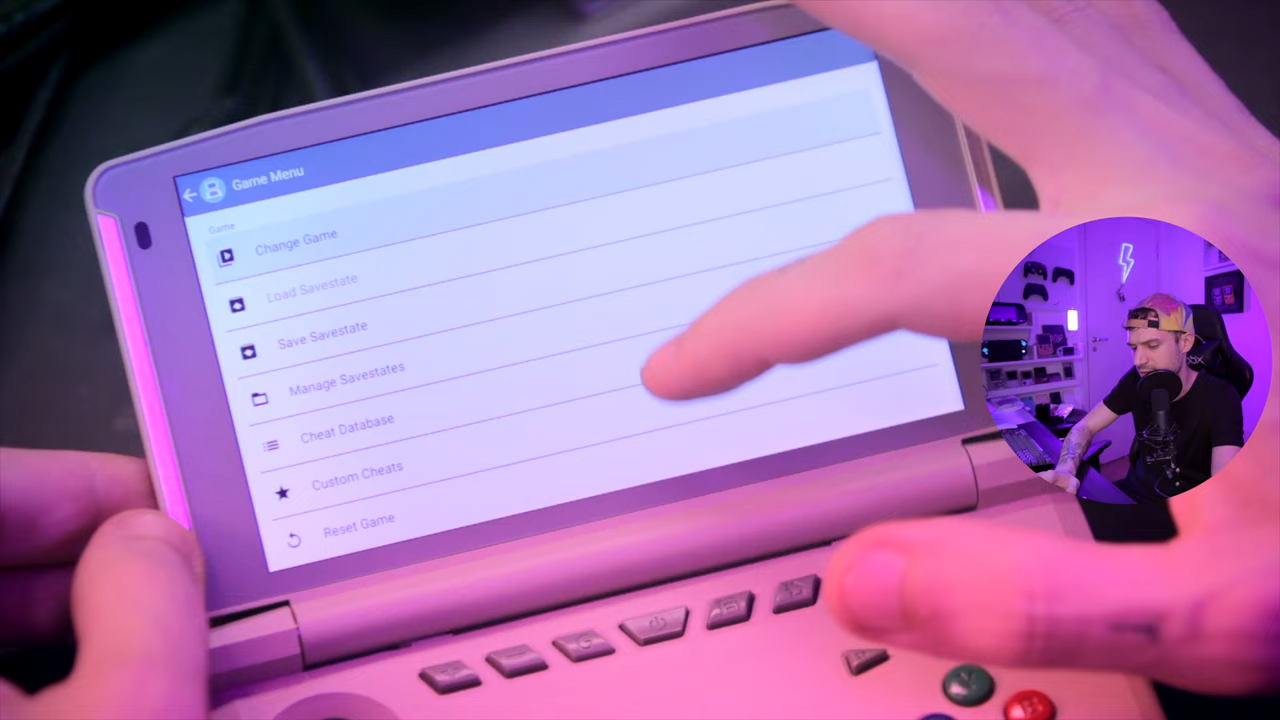 Game Menu
Game
Change Game
Load Savestate
Save Savestate
Manage Savestates
Cheat Database
Custom Cheats
Reset Game